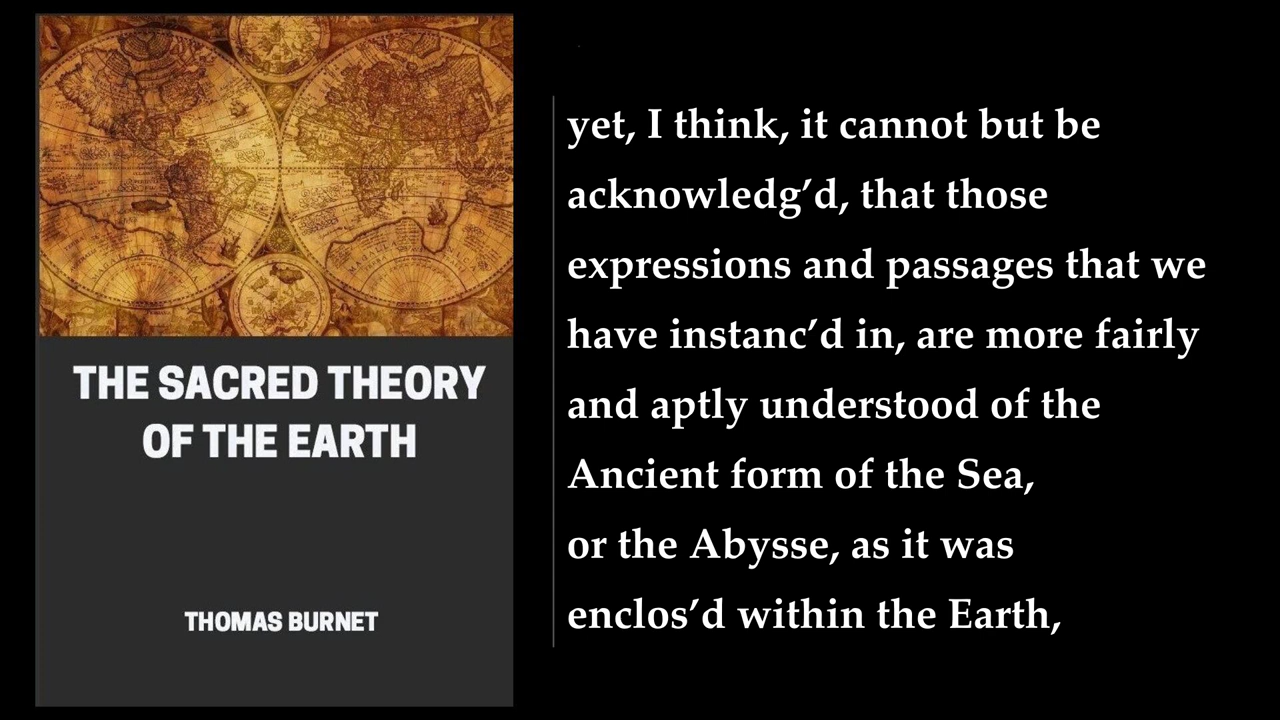 THE SACRED THEORY
OF THE EARTH
THOMAS BURNET
yet, I think, it cannot but be
acknowledg’d, that those
expressions and passages that we
have instanc’d in, are more fairly
and aptly understood of the
Ancient form of the Sea,
or the Abysse, as it was
enclos’d within the Earth,